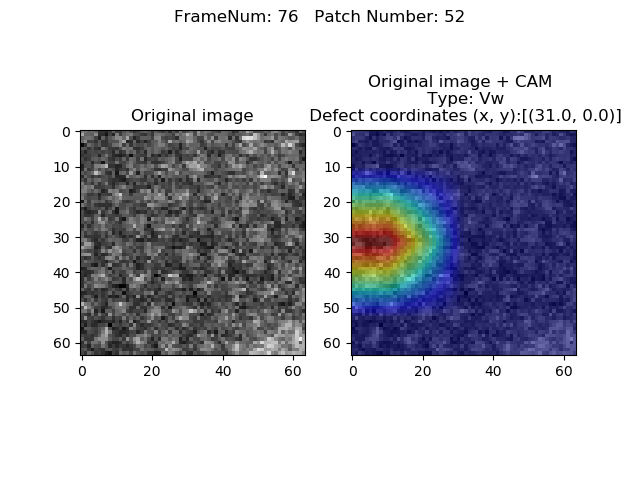 FrameNum: 76   Patch Number: 52
Original image
Original image + CAM
Type: Vw
Defect coordinates (x, y):[(31.0, 0.0)]
0
10
20
30
40
50
60
0 20 40 60
0
10
20
30
40
50
60
0 20 40 60